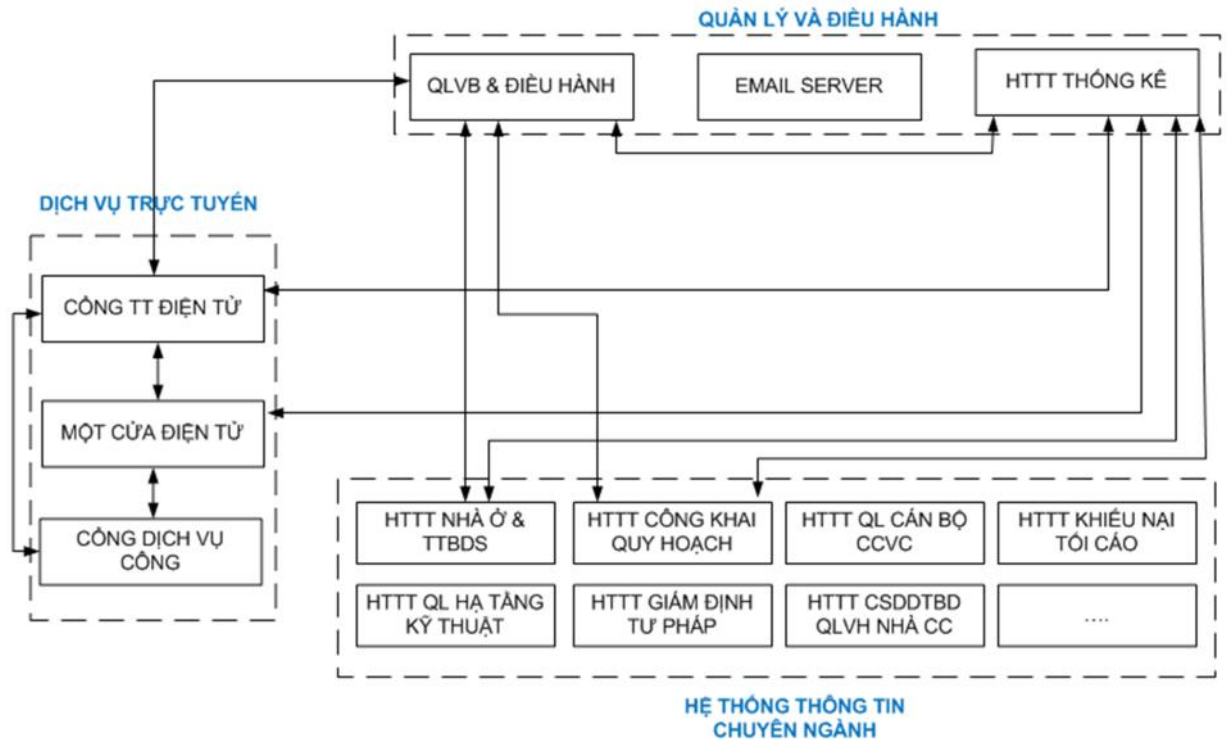 QUẢN LÝ VÀ ĐIỀU HÀNH
QLVB & ĐIỀU HÀNH
EMAIL SERVER
HTTT THỐNG KÊ
DỊCH VỤ TRỰC TUYẾN
CỔNG TT ĐIỆN TỬ
MỘT CỬA ĐIỆN TỬ
CỔNG DỊCH VỤ
CÔNG
HTTT NHÀ Ở &
TTBDS
HTTT CÔNG KHAI
QUY HOẠCH
HTTT QL CÁN BỘ
CCVC
HTTT KHIẾU NẠI
TỐI CÁO
HTTT QL HẠ TẦNG
KỸ THUẬT
HTTT GIÁM ĐỊNH
TƯ PHÁP
HTTT CSDDTBD
QLVH NHÀ CC
....
HỆ THỐNG THÔNG TIN
CHUYÊN NGÀNH